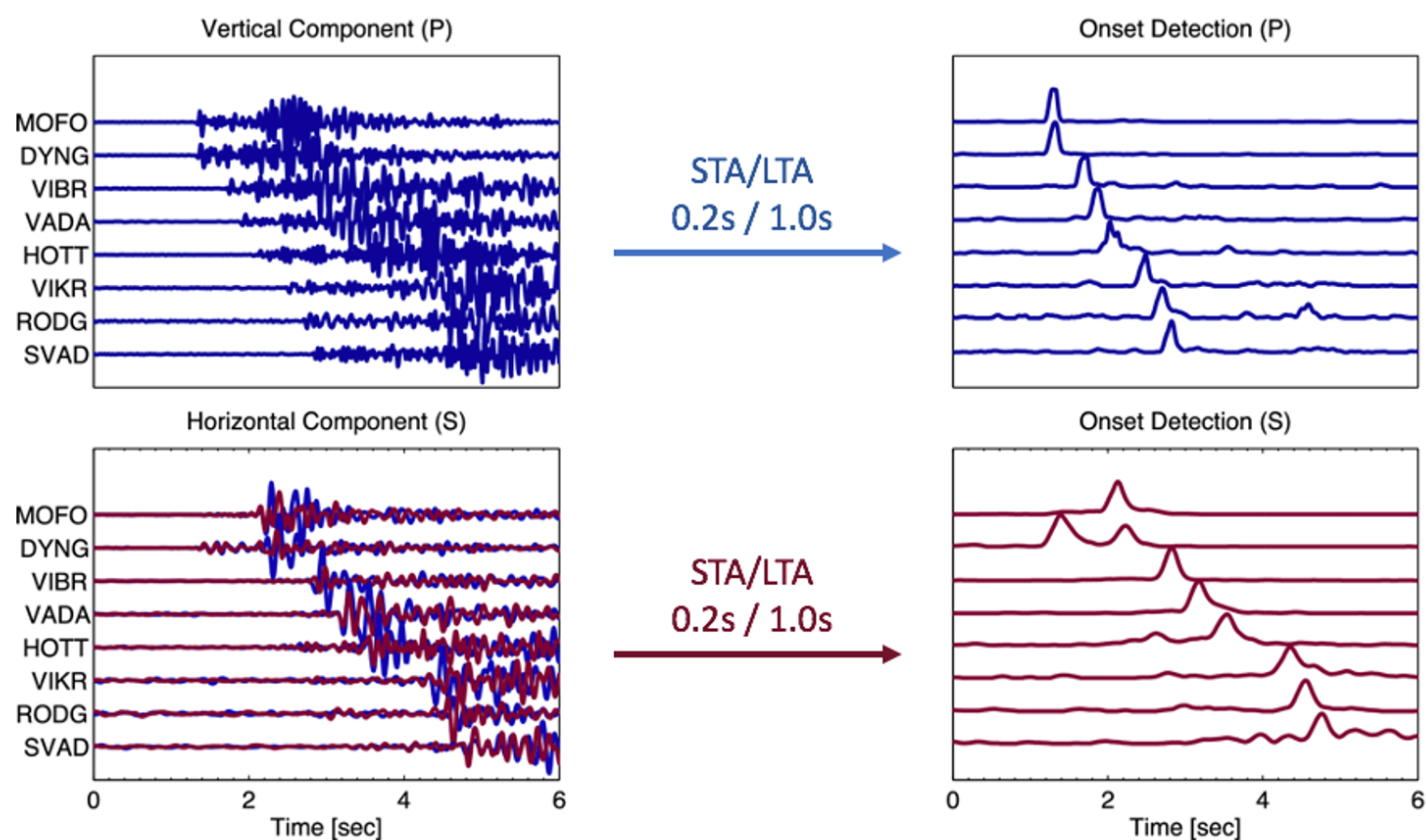 Vertical Component (P)
MOFO
DYNG
VIBR
VADA
HOTT
VIKR
RODG
SVAD
STA/LTA
0.2s / 1.0s
Onset Detection (P)
Horizontal Component (S)
MOFO
DYNG
VIBR
VADA
HOTT
VIKR
RODG
SVAD
0 2 4 6
Time [sec]
STA/LTA
0.2s / 1.0s
Onset Detection (S)
0 2 4 6
Time [sec]